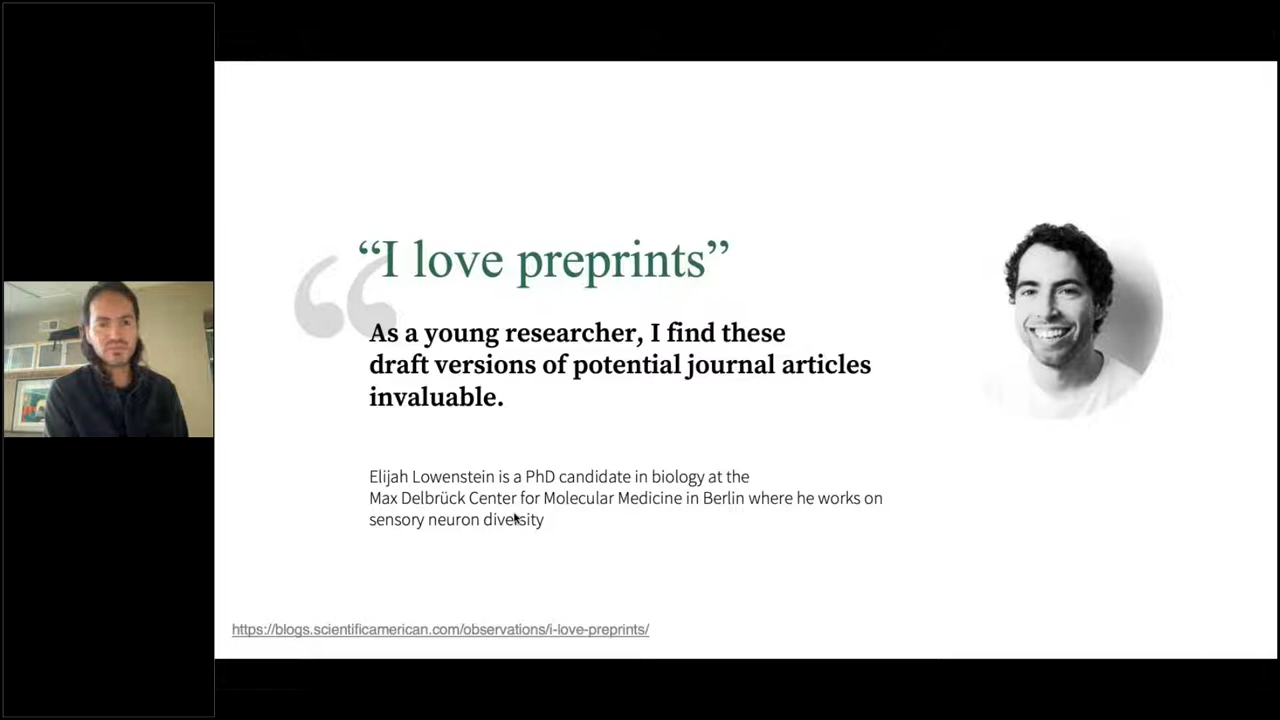 “I love preprints”
As a young researcher, I find these
draft versions of potential journal articles
invaluable.
Elijah Lowenstein is a PhD candidate in biology at the
Max Delbrück Center for Molecular Medicine in Berlin where he works on
sensory neuron diversity
https://blogs.scientificamerican.com/observations/i-love-preprints/